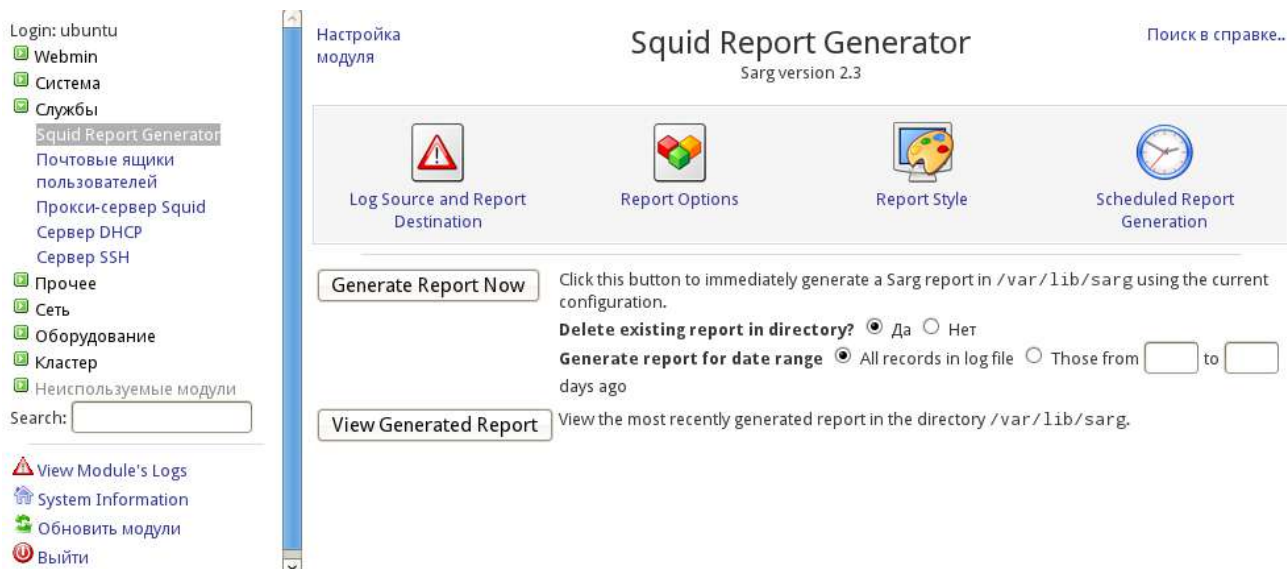 Login: ubuntu
Webmin
Система
Службы
Squid Report Generator
Почтовые ящики
пользователей
Прокси-сервер Squid
Сервер DHCP
Сервер SSH
Прочее
Сеть
Оборудование
Кластер
Неиспользуемые модули
Search:
View Module's Logs
System Information
Обновить модули
Выйти
Настройка
модуля
Squid Report Generator
Sarg version 2.3
Поиск в справке..
Log Source and Report
Destination
Report Options
Report Style
Scheduled Report
Generation
Generate Report Now
Click this button to immediately generate a Sarg report in /var/lib/sarg using the current
configuration.
Delete existing report in directory? Да Нет
Generate report for date range All records in log file Those from to
days ago
View Generated Report
View the most recently generated report in the directory /var/lib/sarg.